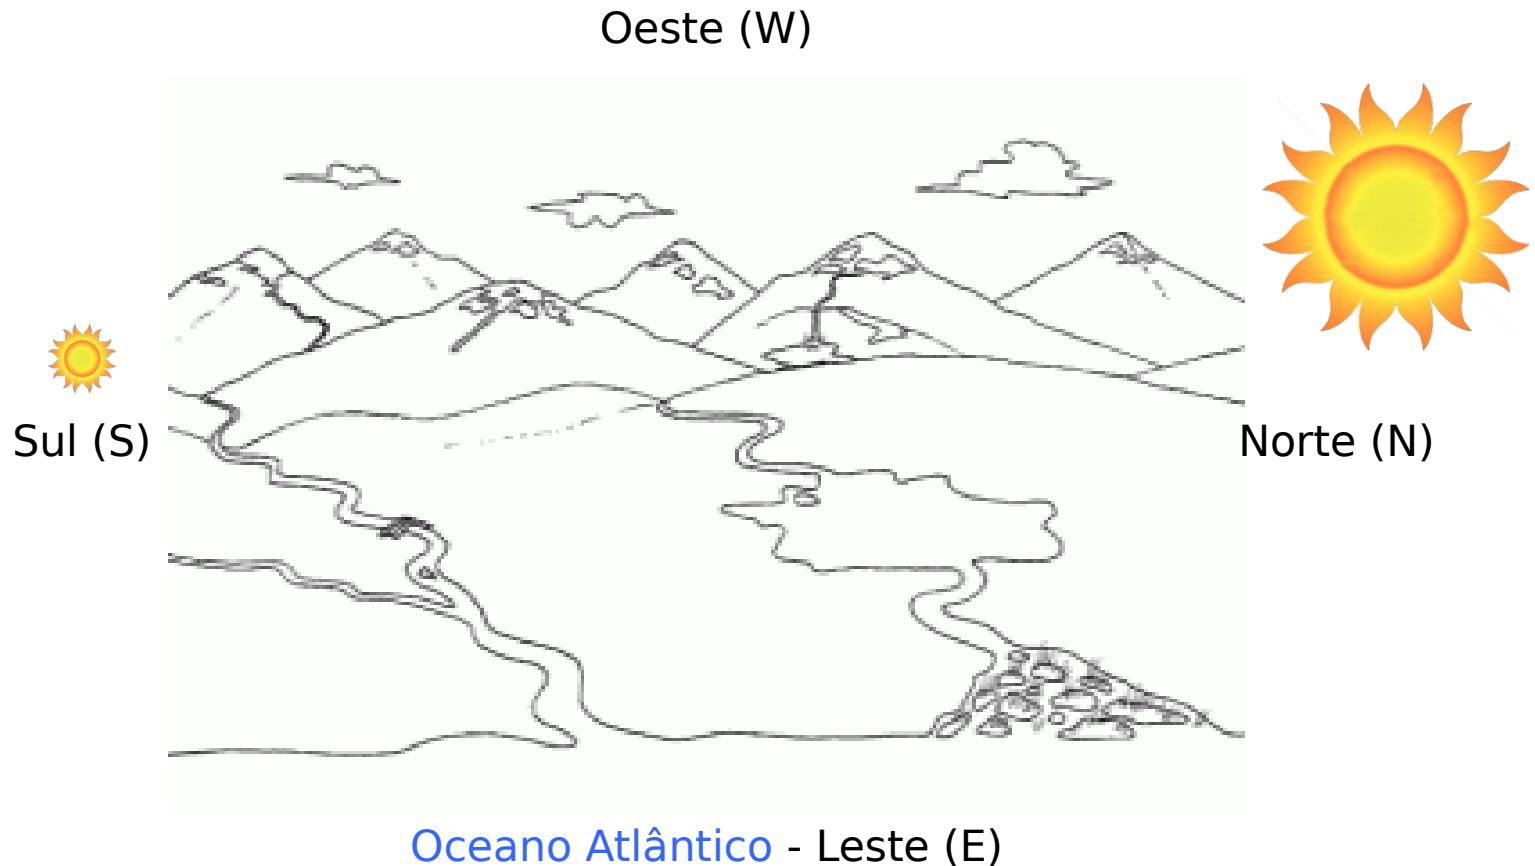 Oeste (W)
Sul (S)
Norte (N)
Oceano Atlântico - Leste (E)